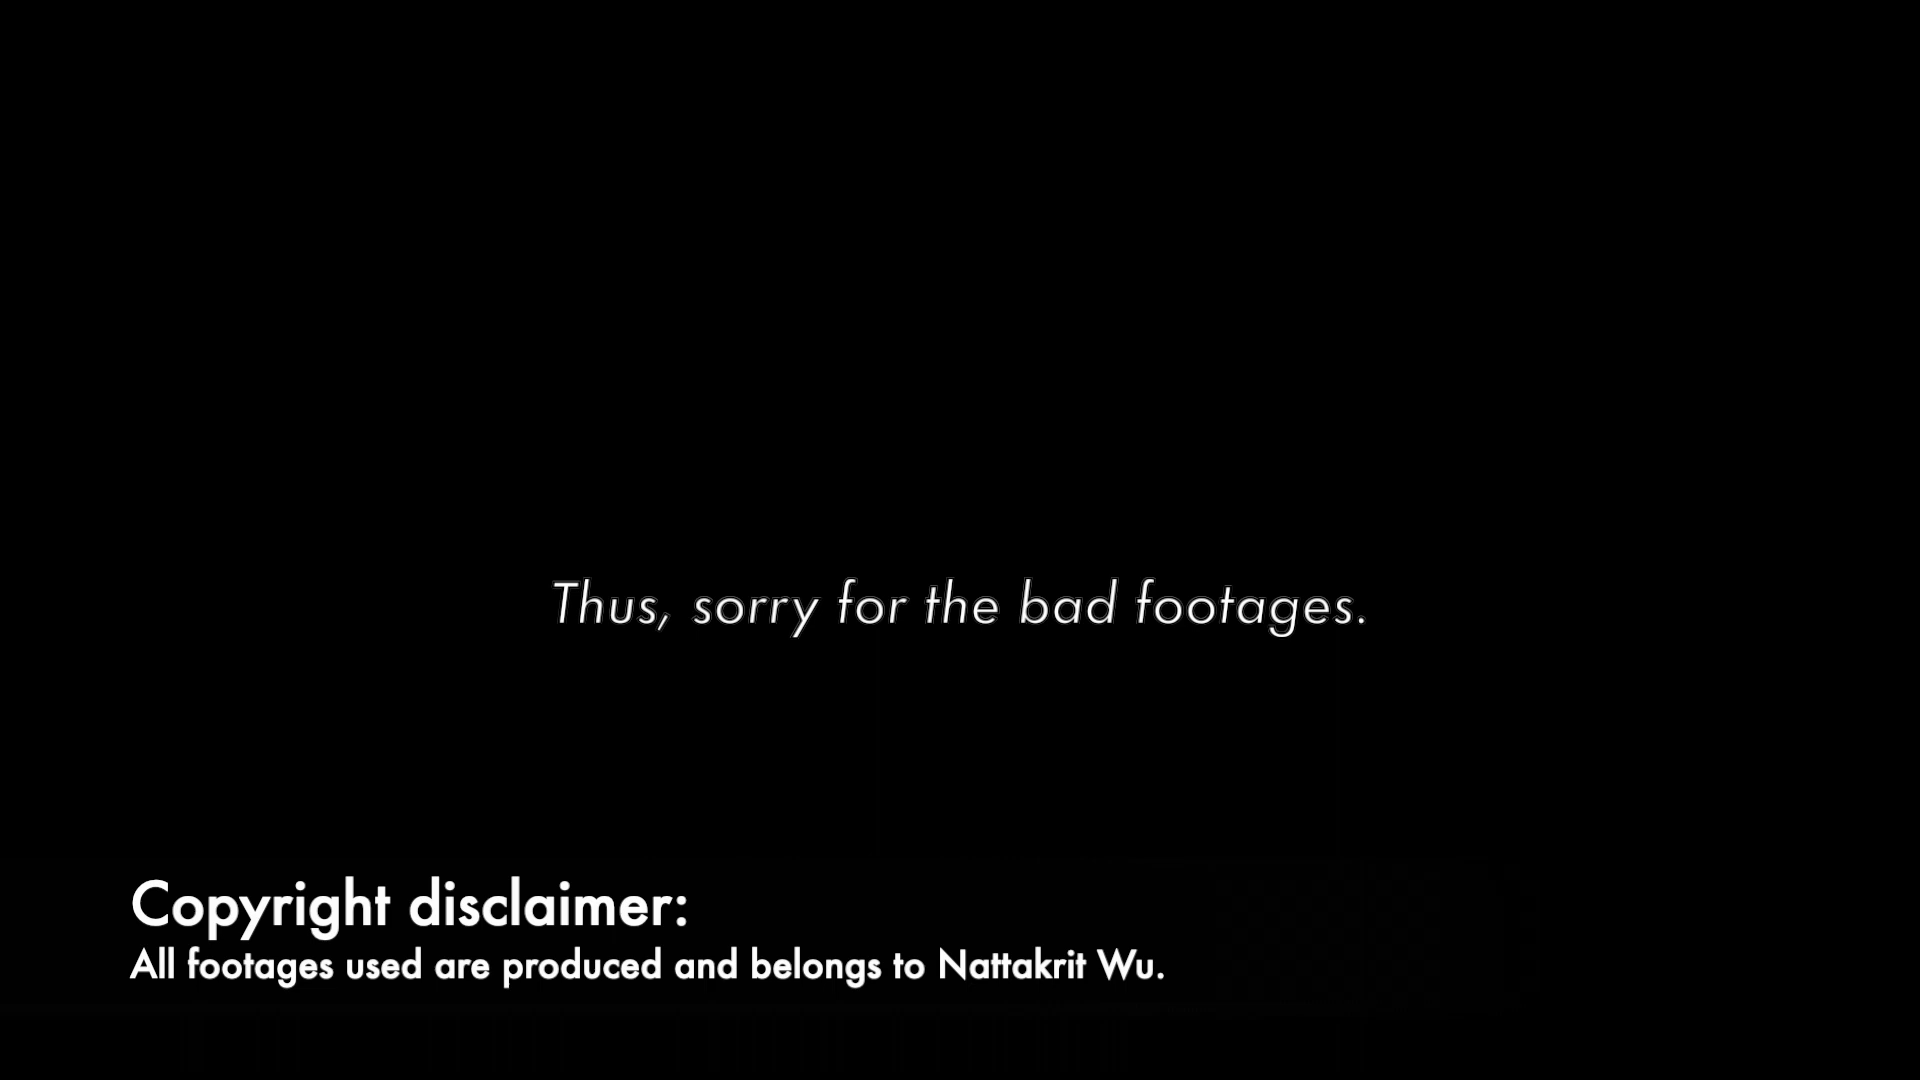 Thus, sorry for the bad footages.
Copyright disclaimer:
All footages used are produced and belongs to Nattakrit Wu.